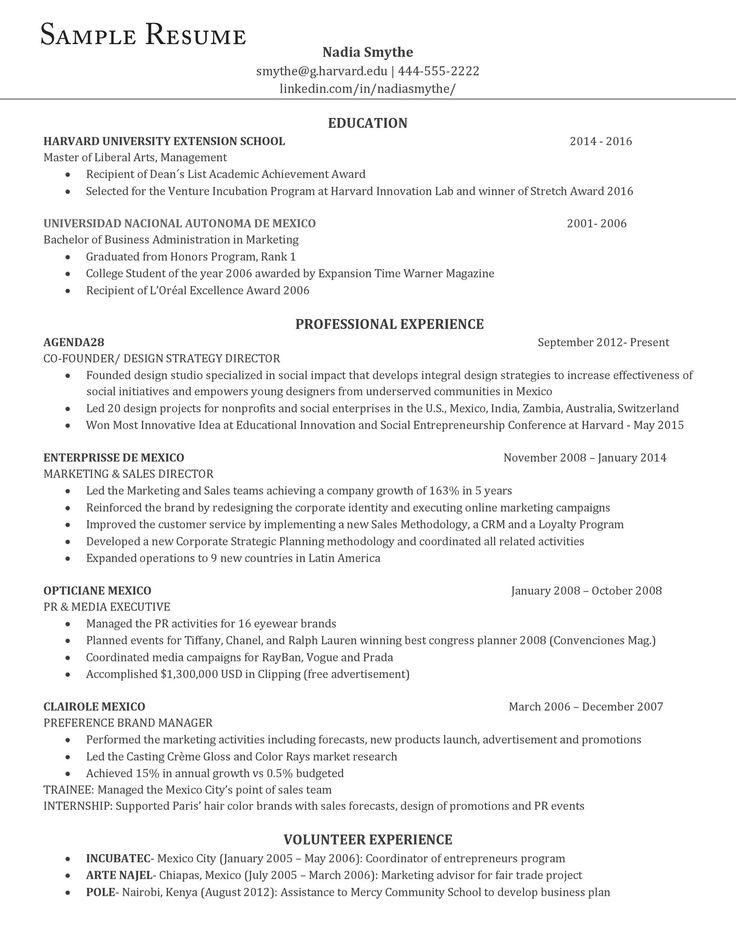 SAMPLE RESUME
Nadia Smythe
smythe@g.harvard.edu | 444-555-2222
linkedin.com/in/nadiasmythe/
EDUCATION
HARVARD UNIVERSITY EXTENSION SCHOOL 2014 - 2016
Master of Liberal Arts, Management
• Recipient of Dean´s List Academic Achievement Award
• Selected for the Venture Incubation Program at Harvard Innovation Lab and winner of Stretch Award 2016
UNIVERSIDAD NACIONAL AUTONOMA DE MEXICO 2001- 2006
Bachelor of Business Administration in Marketing
• Graduated from Honors Program, Rank 1
• College Student of the year 2006 awarded by Expansion Time Warner Magazine
• Recipient of L'Oréal Excellence Award 2006
PROFESSIONAL EXPERIENCE
AGENDA28 September 2012- Present
CO-FOUNDER/ DESIGN STRATEGY DIRECTOR
• Founded design studio specialized in social impact that develops integral design strategies to increase effectiveness of
social initiatives and empowers young designers from underserved communities in Mexico
• Led 20 design projects for nonprofits and social enterprises in the U.S., Mexico, India, Zambia, Australia, Switzerland
• Won Most Innovative Idea at Educational Innovation and Social Entrepreneurship Conference at Harvard - May 2015
ENTERPRISSE DE MEXICO November 2008 – January 2014
MARKETING & SALES DIRECTOR
• Led the Marketing and Sales teams achieving a company growth of 163% in 5 years
• Reinforced the brand by redesigning the corporate identity and executing online marketing campaigns
• Improved the customer service by implementing a new Sales Methodology, a CRM and a Loyalty Program
• Developed a new Corporate Strategic Planning methodology and coordinated all related activities
• Expanded operations to 9 new countries in Latin America
OPTICIANE MEXICO January 2008 – October 2008
PR & MEDIA EXECUTIVE
• Managed the PR activities for 16 eyewear brands
• Planned events for Tiffany, Chanel, and Ralph Lauren winning best congress planner 2008 (Convenciones Mag.)
• Coordinated media campaigns for RayBan, Vogue and Prada
• Accomplished $1,300,000 USD in Clipping (free advertisement)
CLAIROLE MEXICO March 2006 – December 2007
PREFERENCE BRAND MANAGER
• Performed the marketing activities including forecasts, new products launch, advertisement and promotions
• Led the Casting Crème Gloss and Color Rays market research
• Achieved 15% in annual growth vs 0.5% budgeted
TRAINEE: Managed the Mexico City's point of sales team
INTERNSHIP: Supported Paris' hair color brands with sales forecasts, design of promotions and PR events
VOLUNTEER EXPERIENCE
• INCUBATEC- Mexico City (January 2005 – May 2006): Coordinator of entrepreneurs program
• ARTE NAJEL- Chiapas, Mexico (July 2005 – March 2006): Marketing advisor for fair trade project
• POLE- Nairobi, Kenya (August 2012): Assistance to Mercy Community School to develop business plan